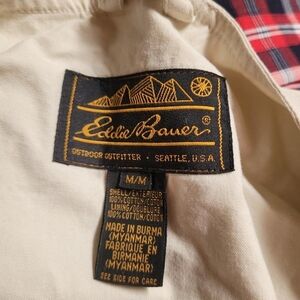 Eddie Bauer®
OUTDOOR OUTFITTER · SEATTLE, U.S.A.
M/M
SHELL/EXTERIEUR
100% COTTON/COTON
LINING/DOUBLURE
100% COTTON/COTON
MADE IN BURMA
(MYANMAR)
FABRIQUE EN
BIRMANIE
(MYANMAR)
SEE SIDE FOR CARE